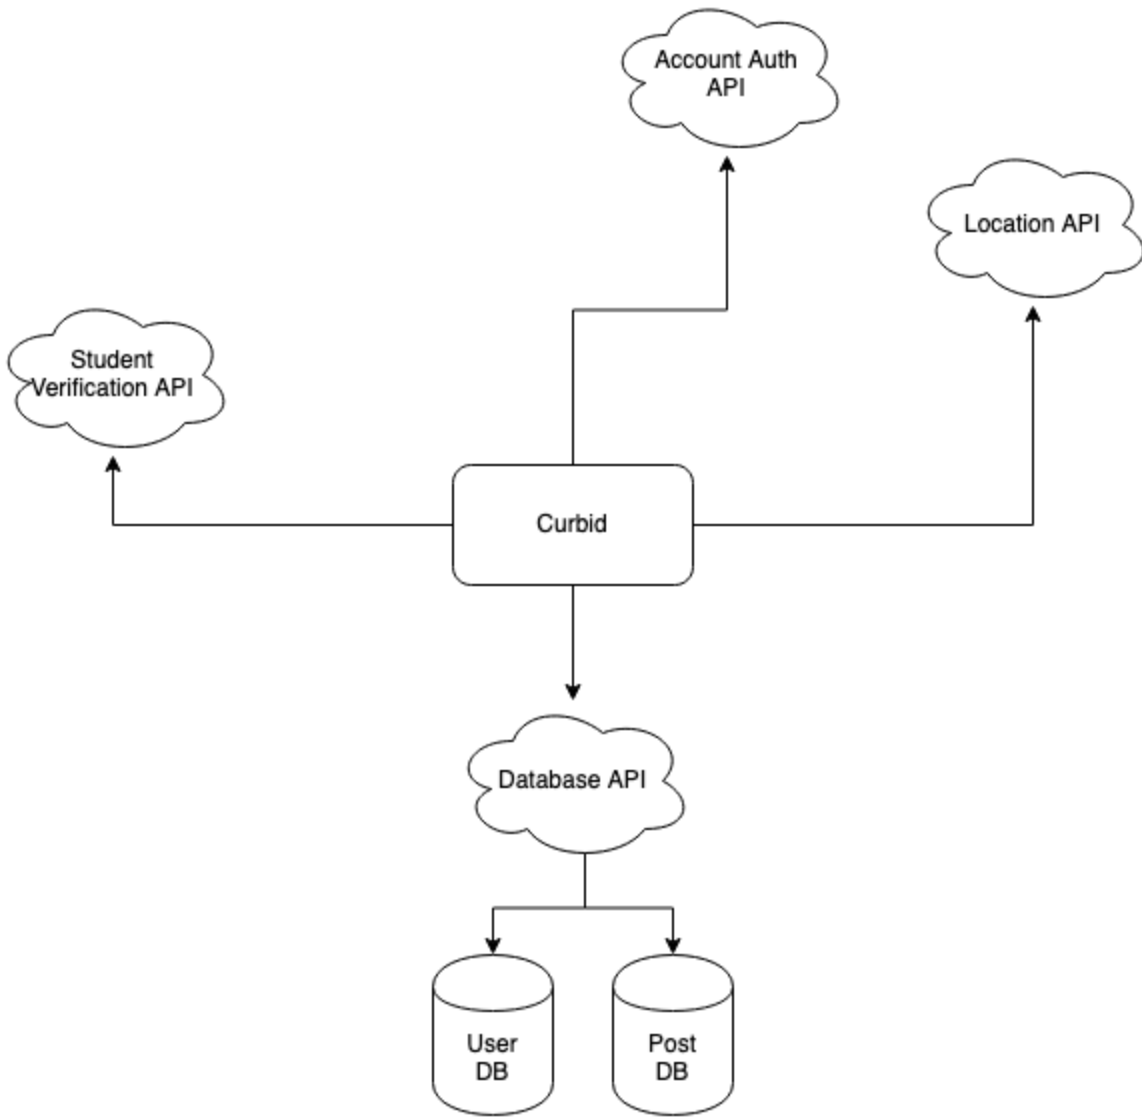 Account Auth
API
Location API
Student
Verification API
Curbid
Database API
User
DB
Post
DB